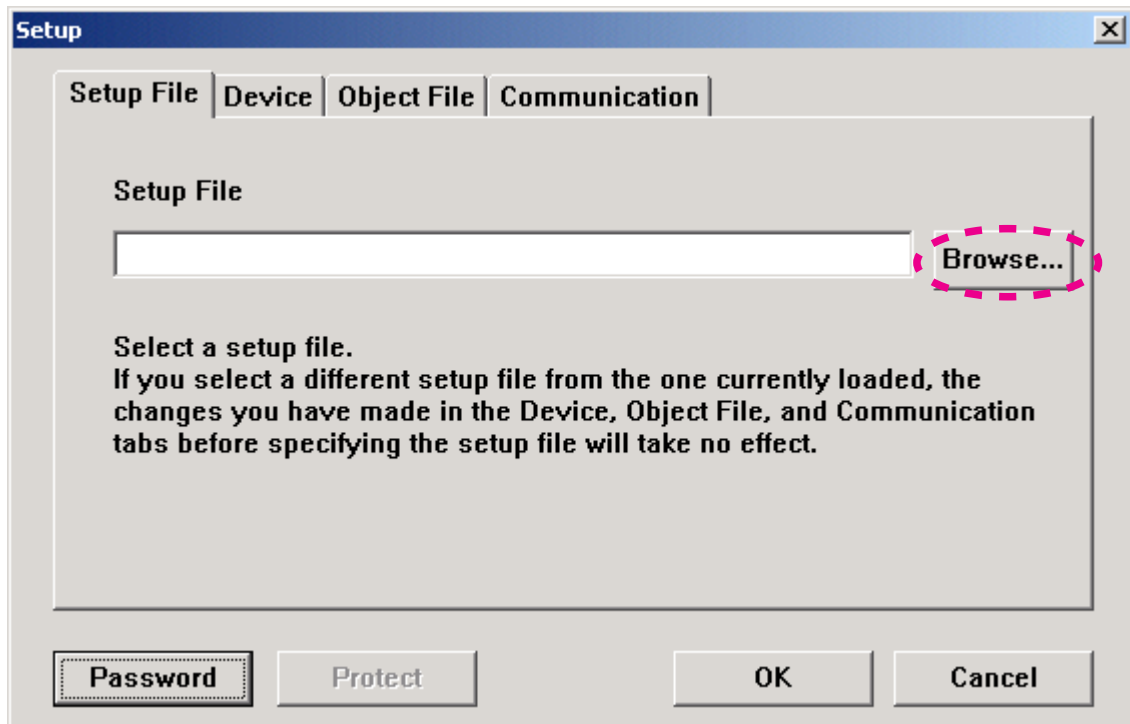 Setup
Setup File Device Object File Communication
Setup File
Browse...
Select a setup file.
If you select a different setup file from the one currently loaded, the
changes you have made in the Device, Object File, and Communication
tabs before specifying the setup file will take no effect.
Password Protect OK Cancel